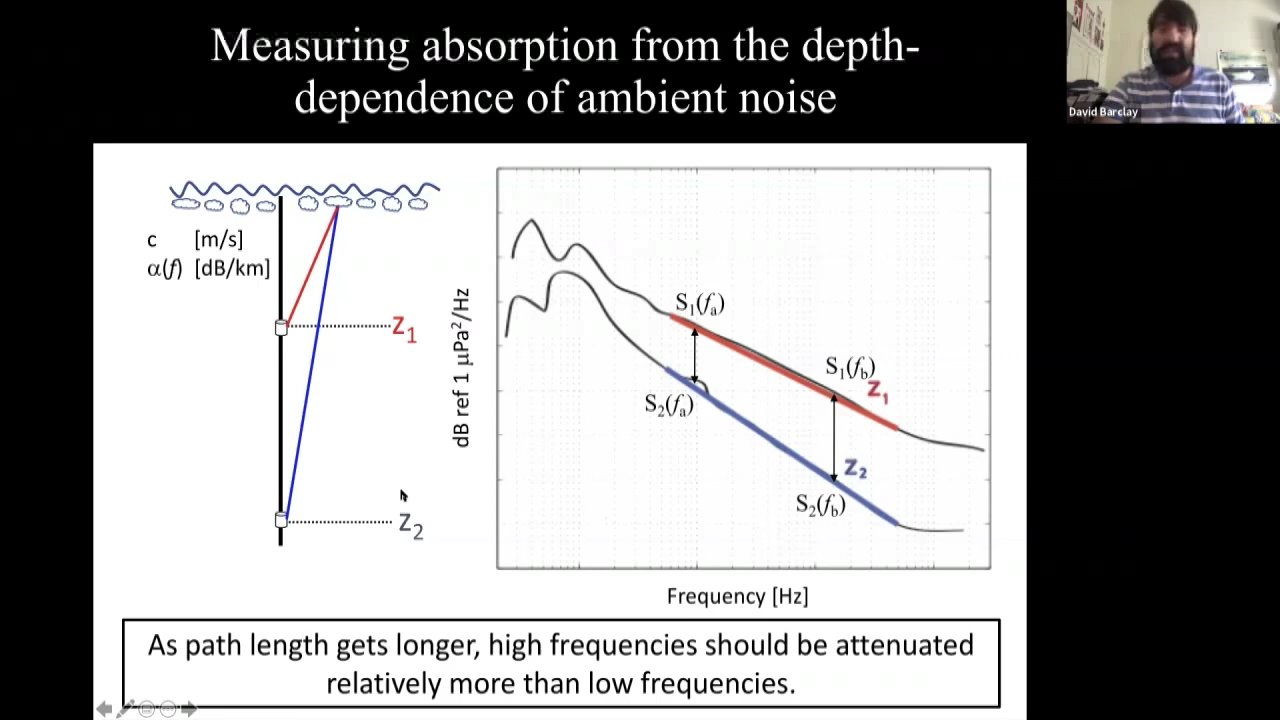 Measuring absorption from the depth-
dependence of ambient noise
David Barclay
c [m/s]
α(f) [dB/km]
Z1
Z2
dB ref 1 μPa²/Hz
S₁(fₐ)
S₂(fₐ)
S₁(f_b)
Z₁
Z₂
S₂(f_b)
Frequency [Hz]
As path length gets longer, high frequencies should be attenuated
relatively more than low frequencies.